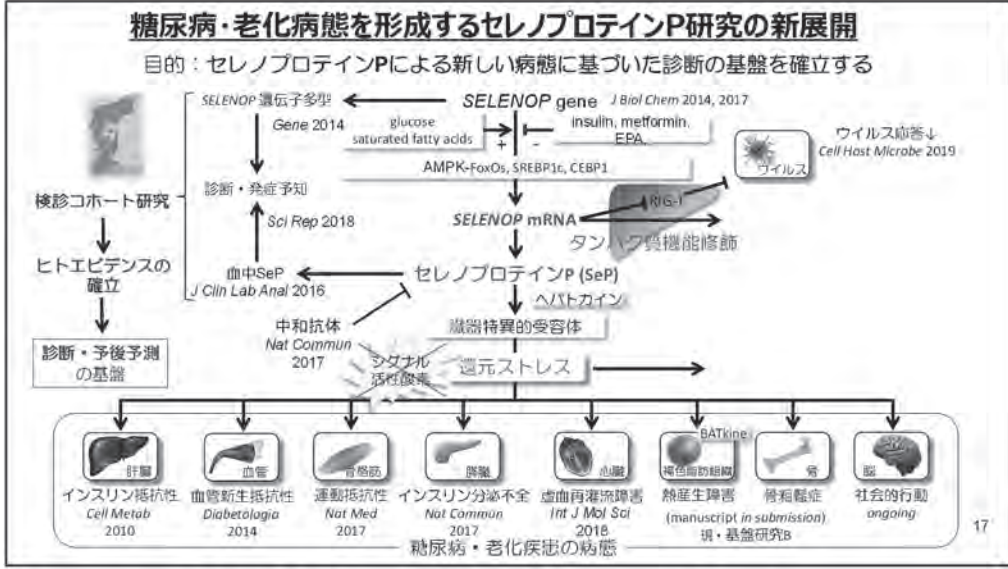 糖尿病・老化病態を形成するセレノプロテインP研究の新展開
目的：セレノプロテインPによる新しい病態に基づいた診断の基盤を確立する
SELENOP 遺伝子多型
Gene 2014
SELENOP gene J Biol Chem 2014, 2017
glucose
saturated fatty acids
+ -
insulin, metformin,
EPA,
AMPK-FoxOs, SREBP1c, CEBP1
ウイルス
ウイルス応答↓
Cell Host Microbe 2019
検診コホート研究
診断・発症予知
Sci Rep 2018
SELENOP mRNA
RIG-I
タンパク質機能修飾
ヒトエビデンスの
確立
血中SeP
J Clin Lab Anal 2016
セレノプロテインP (SeP)
ヘパトカイン
中和抗体
Nat Commun
2017
臓器特異的受容体
診断・予後予測
の基盤
シグナル
活性酸素
還元ストレス
肝臓
インスリン抵抗性
Cell Metab
2010
血管
血管新生抵抗性
Diabetologia
2014
骨格筋
運動抵抗性
Nat Med
2017
膵臓
インスリン分泌不全
Nat Commun
2017
心臓
虚血再灌流障害
Int J Mol Sci
2018
BATkine
褐色脂肪組織
熱産生障害
骨
骨粗鬆症
(manuscript in submission)
現・基盤研究B
脳
社会的行動
ongoing
糖尿病・老化疾患の病態
17